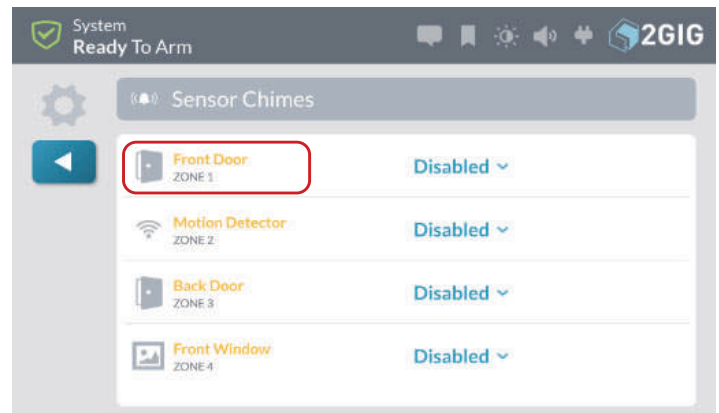 System
Ready To Arm
2GIG
Sensor Chimes
Front Door
ZONE 1
Disabled
Motion Detector
ZONE 2
Disabled
Back Door
ZONE 3
Disabled
Front Window
ZONE 4
Disabled